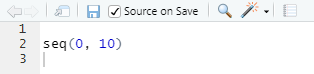 Source on Save
1
2 seq(0, 10)
3